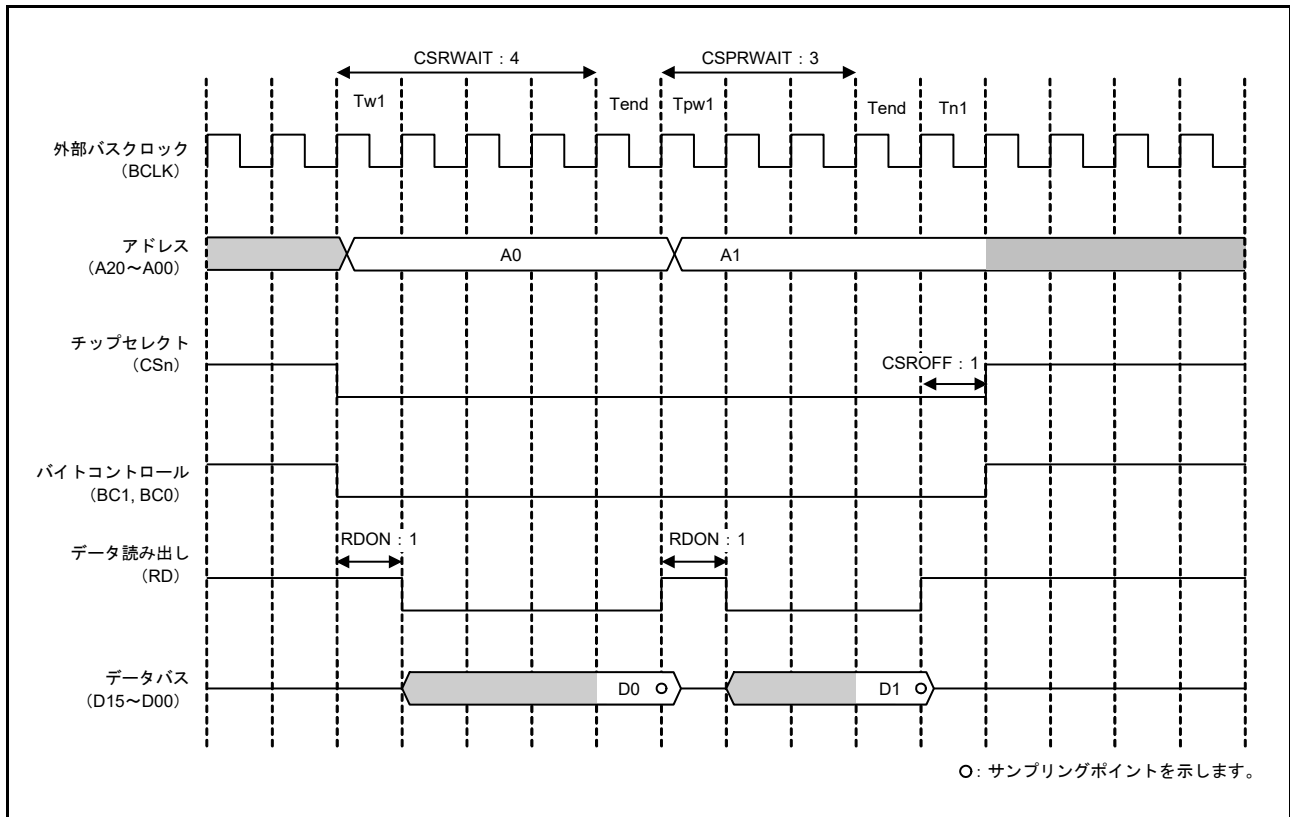 CSRWAIT：4
CSPRWAIT：3
Tw1
Tend
Tpw1
Tend
Tn1
外部バスクロック
（BCLK）
アドレス
（A20～A00）
A0
A1
チップセレクト
（CSn）
CSROFF：1
バイトコントロール
（BC1, BC0）
データ読み出し
（RD）
RDON：1
RDON：1
データバス
（D15～D00）
D0
D1
O：サンプリングポイントを示します。